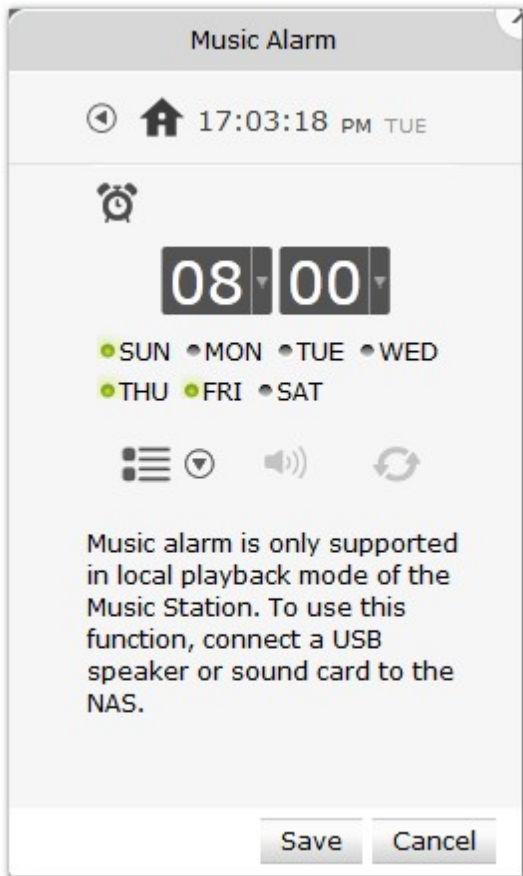 Music Alarm
17:03:18 PM TUE
08 00
SUN MON TUE WED
THU FRI SAT
Music alarm is only supported
in local playback mode of the
Music Station. To use this
function, connect a USB
speaker or sound card to the
NAS.
Save Cancel